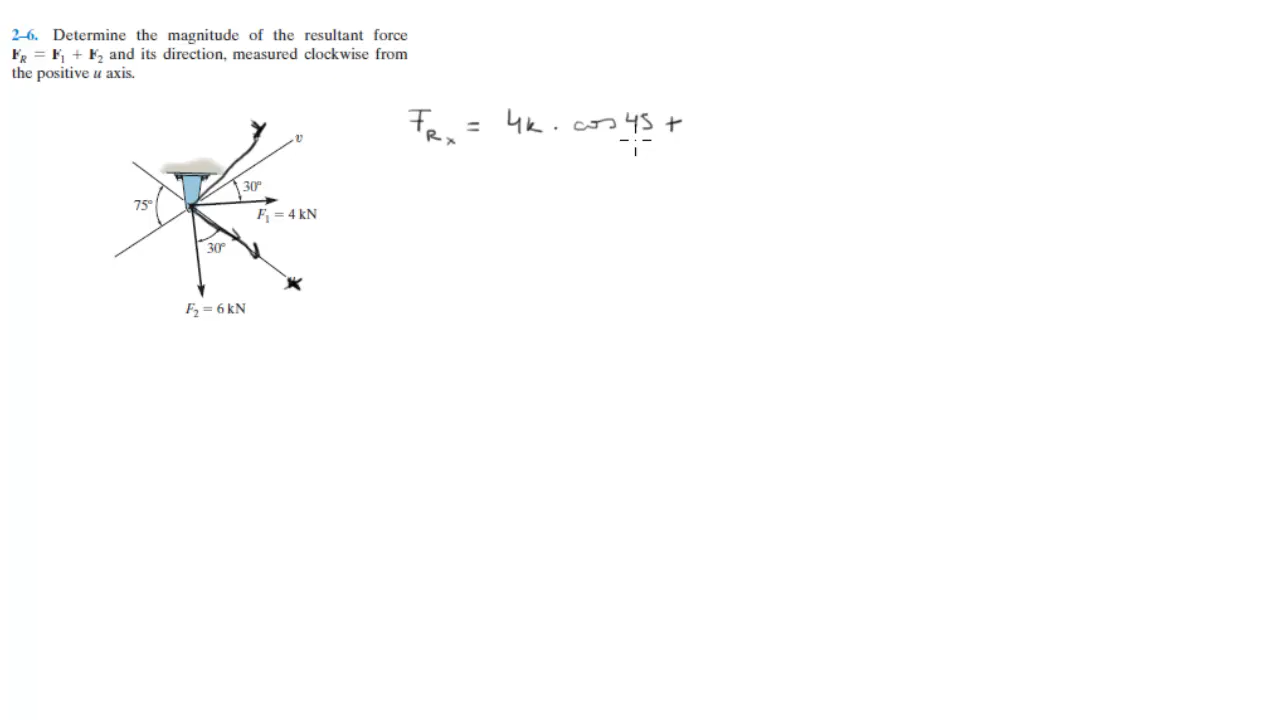 2–6. Determine the magnitude of the resultant force
F_R = F_1 + F_2 and its direction, measured clockwise from
the positive u axis.
F_Rx = 4k . cos 45 +
y
v
30°
75°
F_1 = 4 kN
30°
x
F_2 = 6 kN